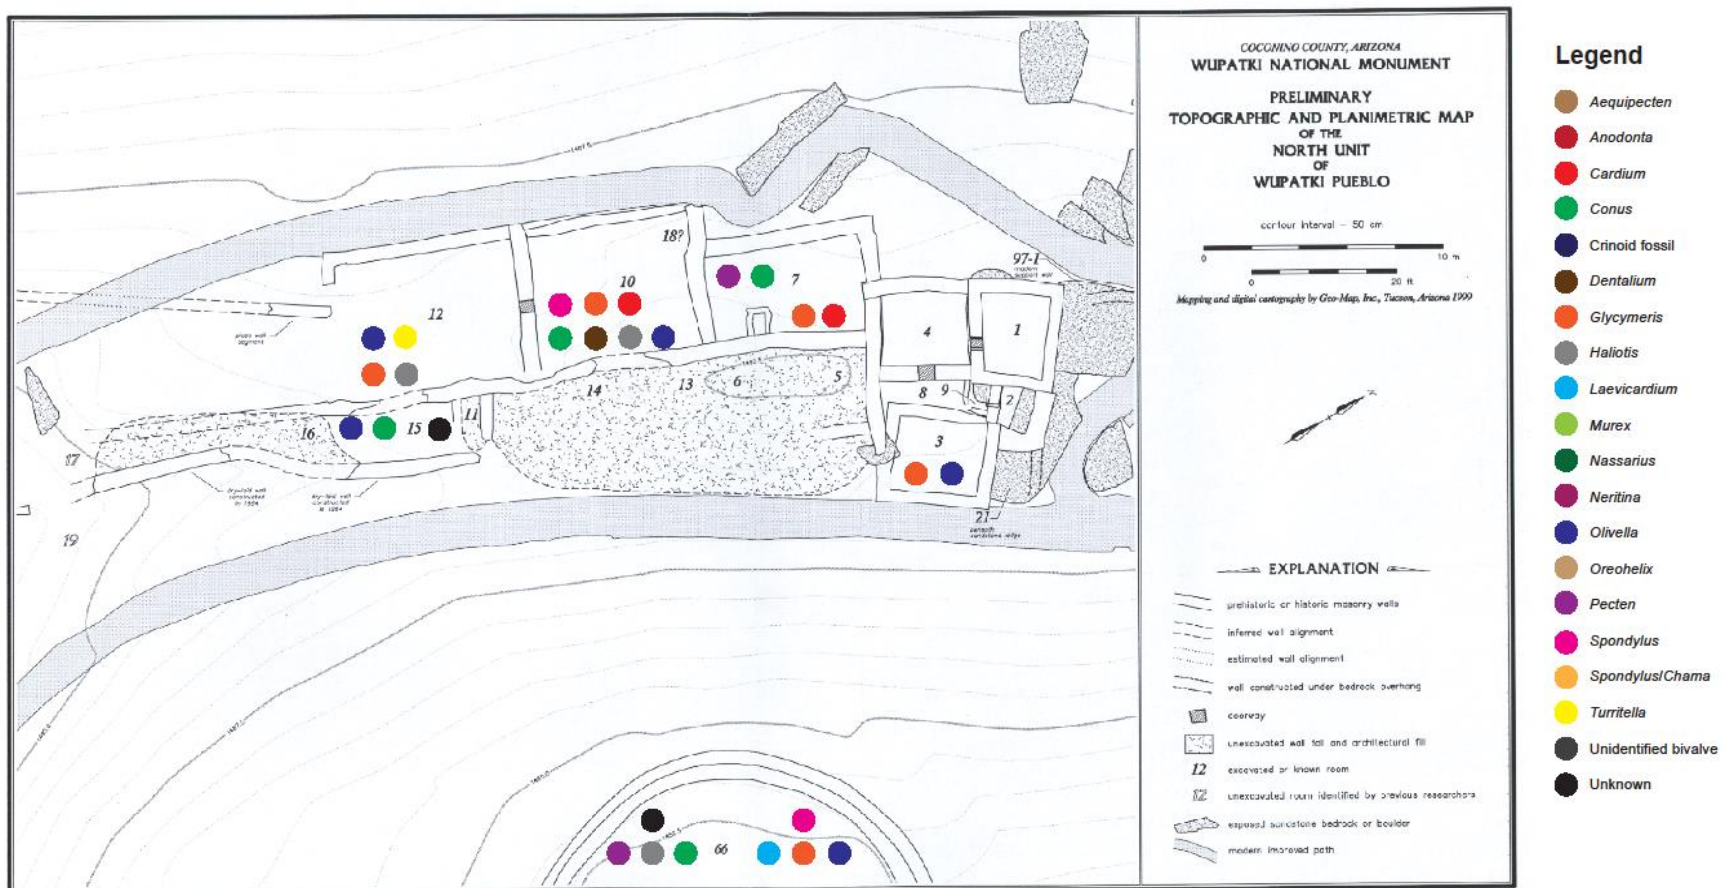 COCONINO COUNTY, ARIZONA
WUPATKI NATIONAL MONUMENT
PRELIMINARY
TOPOGRAPHIC AND PLANIMETRIC MAP
OF THE
NORTH UNIT
OF
WUPATKI PUEBLO
contour interval – 50 cm
0 10 m
0 20 ft
Mapping and digital cartography by Geo-Map, Inc., Tucson, Arizona 1999
EXPLANATION
prehistoric or historic masonry walls
inferred wall alignment
estimated wall alignment
wall constructed under bedrock overhang
doorway
unexcavated wall fall and architectural fill
12 excavated or known room
12 unexcavated room identified by previous researchers
exposed sandstone bedrock or boulder
modern improved path
Legend
Aequipecten
Anodonta
Cardium
Conus
Crinoid fossil
Dentalium
Glycymeris
Haliotis
Laevicardium
Murex
Nassarius
Neritina
Olivella
Oreohelix
Pecten
Spondylus
Spondylus/Chama
Turritella
Unidentified bivalve
Unknown
18?
97-1
10
7
12
4
1
14
13
6
5
8
9
2
11
15
16
3
17
19
21
66